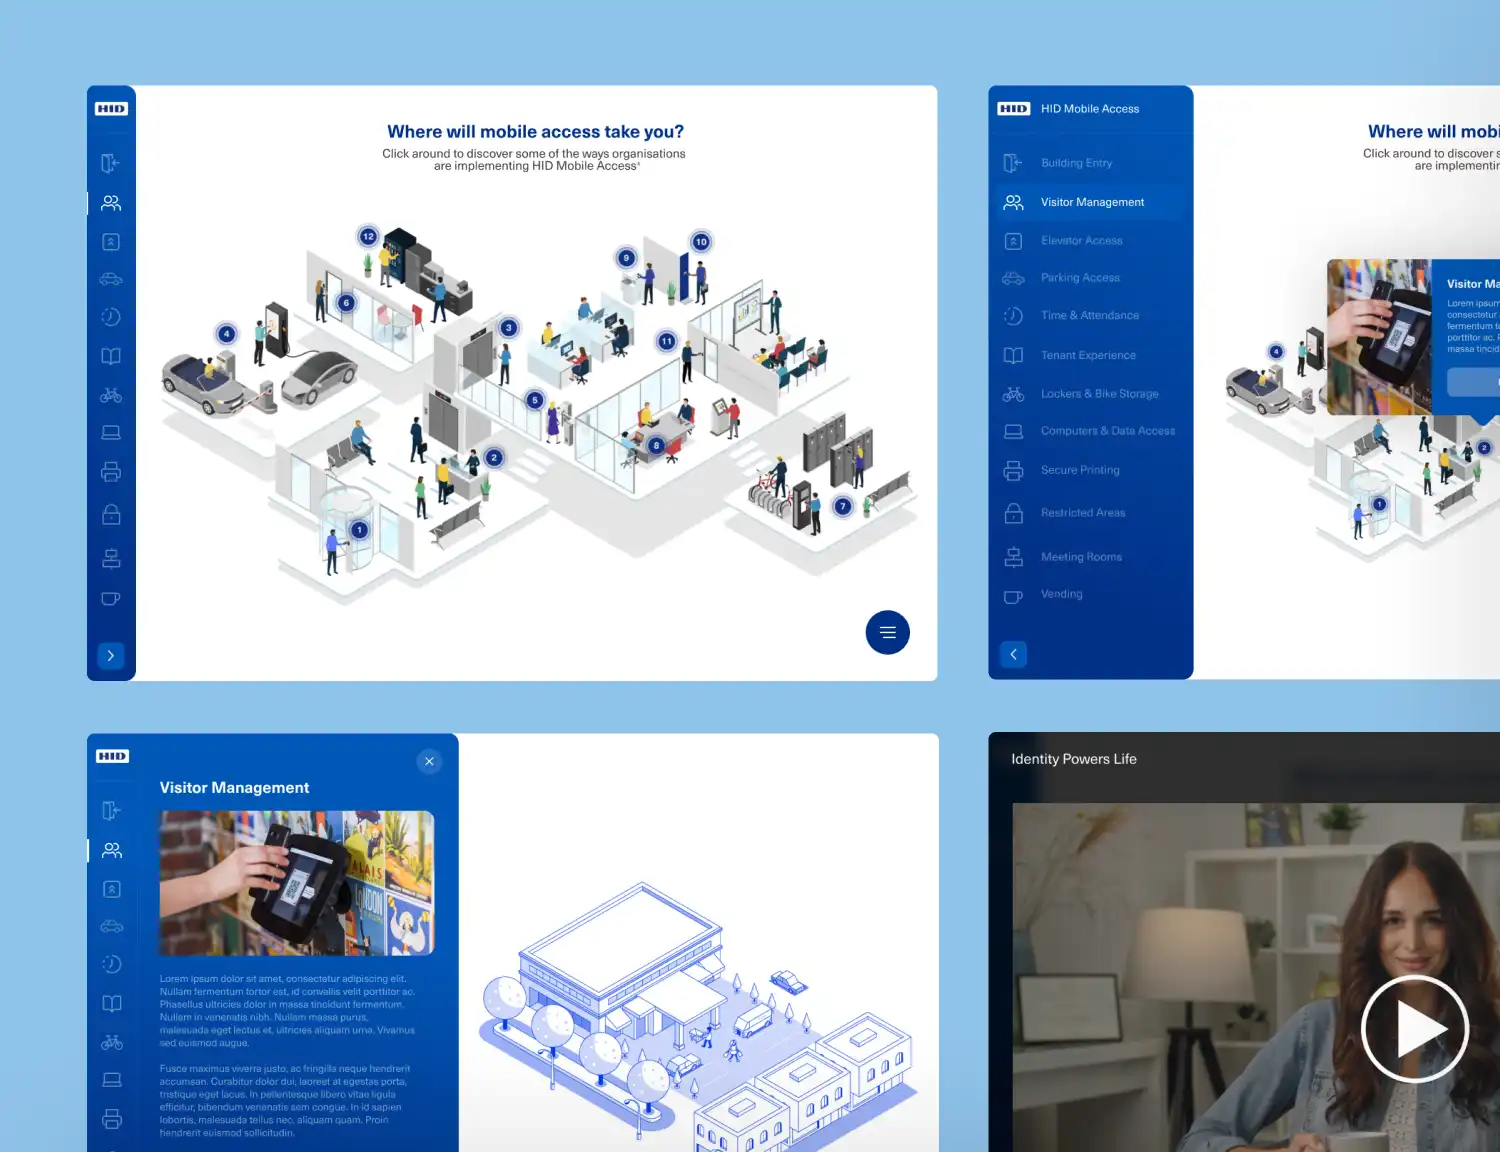 HID
Where will mobile access take you?
Click around to discover some of the ways organisations
are implementing HID Mobile Access
12
10
9
6
3
4
11
5
8
2
7
1
HID
HID Mobile Access
Building Entry
Visitor Management
Elevator Access
Parking Access
Time & Attendance
Tenant Experience
Lockers & Bike Storage
Computers & Data Access
Secure Printing
Restricted Areas
Meeting Rooms
Vending
Where will mobi
Click around to discover s
are implementin
Visitor Ma
Lorem ipsum
consectetur
fermentum to
porttitor ac. P
massa tincid
4
2
1
HID
Visitor Management
ALAIS
LONDON
Lorem ipsum dolor sit amet, consectetur adipiscing elit.
Nullam fermentum tortor est, id convallis velit porttitor ac.
Phasellus ultricies dolor in massa tincidunt fermentum.
Nullam in venenatis nibh. Nullam massa purus,
malesuada eget lectus et, ultricies aliquam urna. Vivamus
sed euismod augue.
Fusce maximus viverra justo, ac fringilla neque hendrerit
accumsan. Curabitur dolor dui, laoreet at egestas porta,
tristique eget lacus. In pellentesque libero vitae ligula
efficitur, bibendum venenatis sem congue. In id sapien
lobortis, malesuada tellus nec, aliquam quam. Proin
hendrerit euismod sollicitudin.
Identity Powers Life